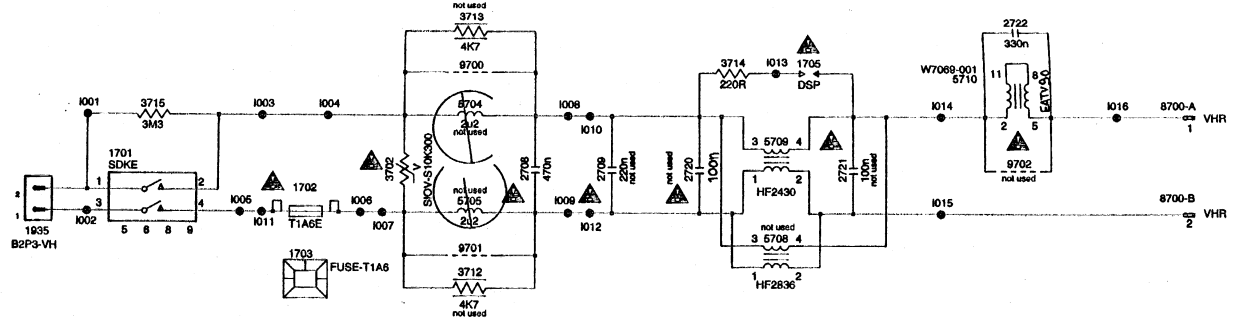 not used
3713
4K7
not used
9700
5704
2u2
not used
I001
3715
3M3
I003
I004
I008
I010
1701
SDKE
1
2
3
4
5 6 8 9
2
1
1935
B2P3-VH
I002
I005
I011
1702
T1A6E
I006
I007
1703
FUSE-T1A6
3702
SIOV-S10K300
V
not used
5705
2u2
9701
3712
4K7
not used
2708
470n
I009
I012
2709
220n
not used
3714
220R
I013
1705
DSP
not used
2720
100n
3 5709 4
1 2
HF2430
not used
3 5708 4
1 2
HF2836
2721
100n
not used
I014
I015
2722
330n
W7069-001
5710
11 8
2 5
EATV90
9702
not used
I016
8700-A
1
VHR
8700-B
2
VHR